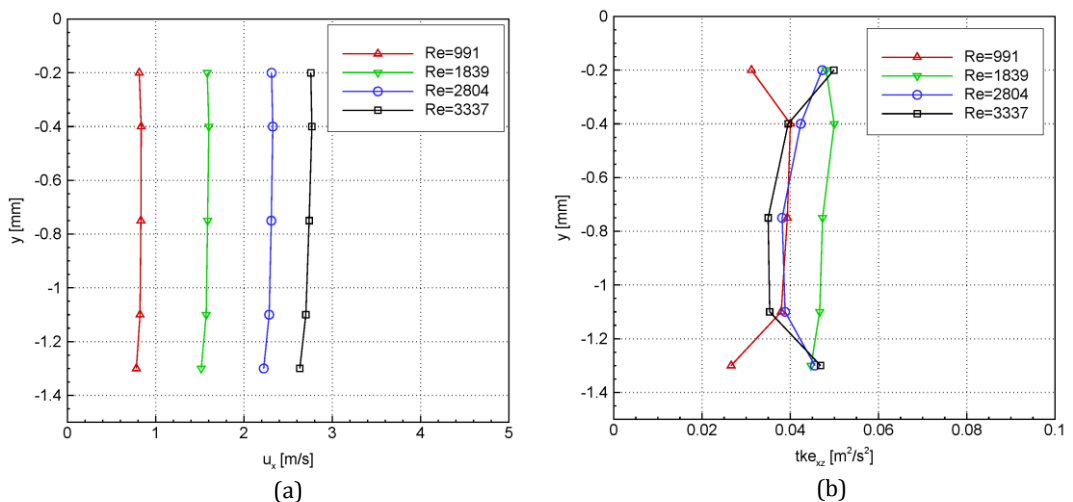 0
-0.2
-0.4
-0.6
-0.8
-1
-1.2
-1.4
y [mm]
Re=991
Re=1839
Re=2804
Re=3337
0 1 2 3 4 5
u_x [m/s]
(a)
0
-0.2
-0.4
-0.6
-0.8
-1
-1.2
-1.4
y [mm]
Re=991
Re=1839
Re=2804
Re=3337
0 0.02 0.04 0.06 0.08 0.1
tke_xz [m²/s²]
(b)